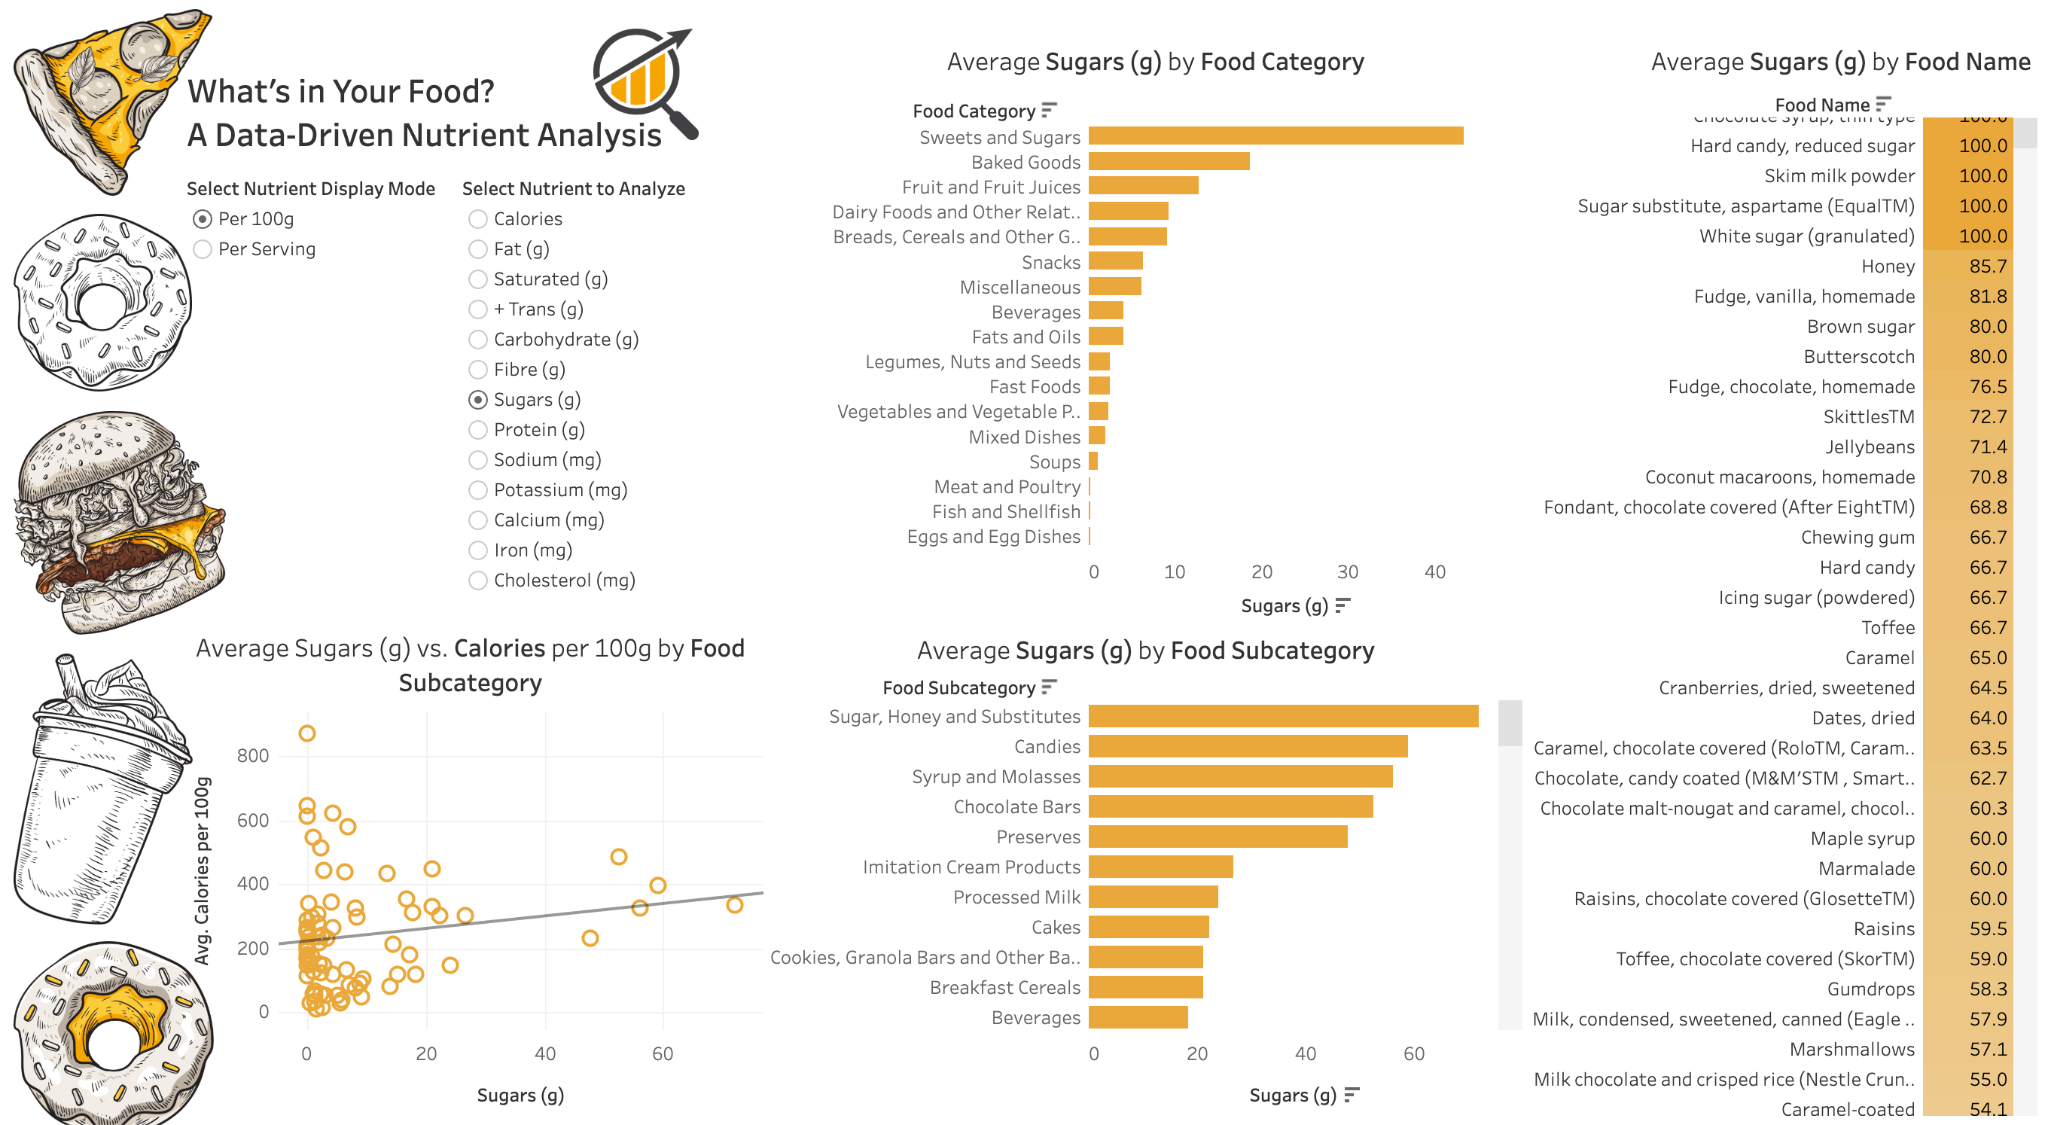 What's in Your Food?
A Data-Driven Nutrient Analysis
Select Nutrient Display Mode
Per 100g
Per Serving
Select Nutrient to Analyze
Calories
Fat (g)
Saturated (g)
+ Trans (g)
Carbohydrate (g)
Fibre (g)
Sugars (g)
Protein (g)
Sodium (mg)
Potassium (mg)
Calcium (mg)
Iron (mg)
Cholesterol (mg)
Average Sugars (g) vs. Calories per 100g by Food
Subcategory
Avg. Calories per 100g
800
600
400
200
0
0 20 40 60
Sugars (g)
Average Sugars (g) by Food Category
Food Category
Sweets and Sugars
Baked Goods
Fruit and Fruit Juices
Dairy Foods and Other Relat..
Breads, Cereals and Other G..
Snacks
Miscellaneous
Beverages
Fats and Oils
Legumes, Nuts and Seeds
Fast Foods
Vegetables and Vegetable P..
Mixed Dishes
Soups
Meat and Poultry
Fish and Shellfish
Eggs and Egg Dishes
0 10 20 30 40
Sugars (g)
Average Sugars (g) by Food Subcategory
Food Subcategory
Sugar, Honey and Substitutes
Candies
Syrup and Molasses
Chocolate Bars
Preserves
Imitation Cream Products
Processed Milk
Cakes
Cookies, Granola Bars and Other Ba..
Breakfast Cereals
Beverages
0 20 40 60
Sugars (g)
Average Sugars (g) by Food Name
Food Name
Chocolate syrup, thin type 100.0
Hard candy, reduced sugar 100.0
Skim milk powder 100.0
Sugar substitute, aspartame (EqualTM) 100.0
White sugar (granulated) 100.0
Honey 85.7
Fudge, vanilla, homemade 81.8
Brown sugar 80.0
Butterscotch 80.0
Fudge, chocolate, homemade 76.5
SkittlesTM 72.7
Jellybeans 71.4
Coconut macaroons, homemade 70.8
Fondant, chocolate covered (After EightTM) 68.8
Chewing gum 66.7
Hard candy 66.7
Icing sugar (powdered) 66.7
Toffee 66.7
Caramel 65.0
Cranberries, dried, sweetened 64.5
Dates, dried 64.0
Caramel, chocolate covered (RoloTM, Caram.. 63.5
Chocolate, candy coated (M&M'STM , Smart.. 62.7
Chocolate malt-nougat and caramel, chocol.. 60.3
Maple syrup 60.0
Marmalade 60.0
Raisins, chocolate covered (GlosetteTM) 60.0
Raisins 59.5
Toffee, chocolate covered (SkorTM) 59.0
Gumdrops 58.3
Milk, condensed, sweetened, canned (Eagle .. 57.9
Marshmallows 57.1
Milk chocolate and crisped rice (Nestle Crun.. 55.0
Caramel-coated 54.1